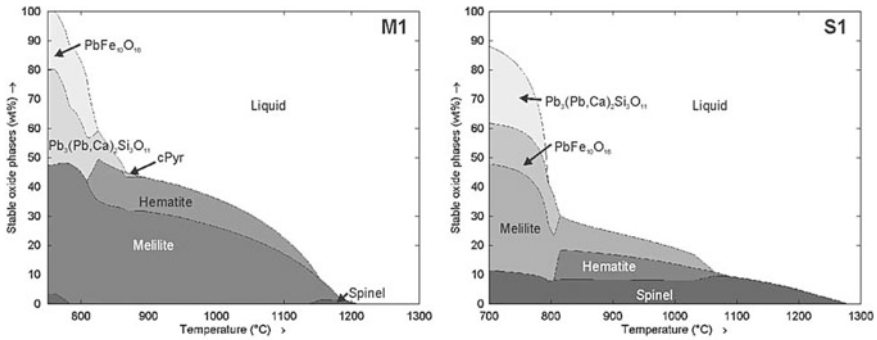 M1
100
90
80
70
60
50
40
30
20
10
0
Stable oxide phases (wt%) →
PbFe₁₀O₁₆
Liquid
Pb₃(Pb,Ca)₂Si₃O₁₁
cPyr
Hematite
Melilite
Spinel
800 900 1000 1100 1200 1300
Temperature (°C) >
S1
100
90
80
70
60
50
40
30
20
10
0
Stable oxide phases (wt%) →
Liquid
Pb₃(Pb,Ca)₂Si₃O₁₁
PbFe₁₀O₁₆
Melilite
Hematite
Spinel
700 800 900 1000 1100 1200 1300
Temperature (°C) >